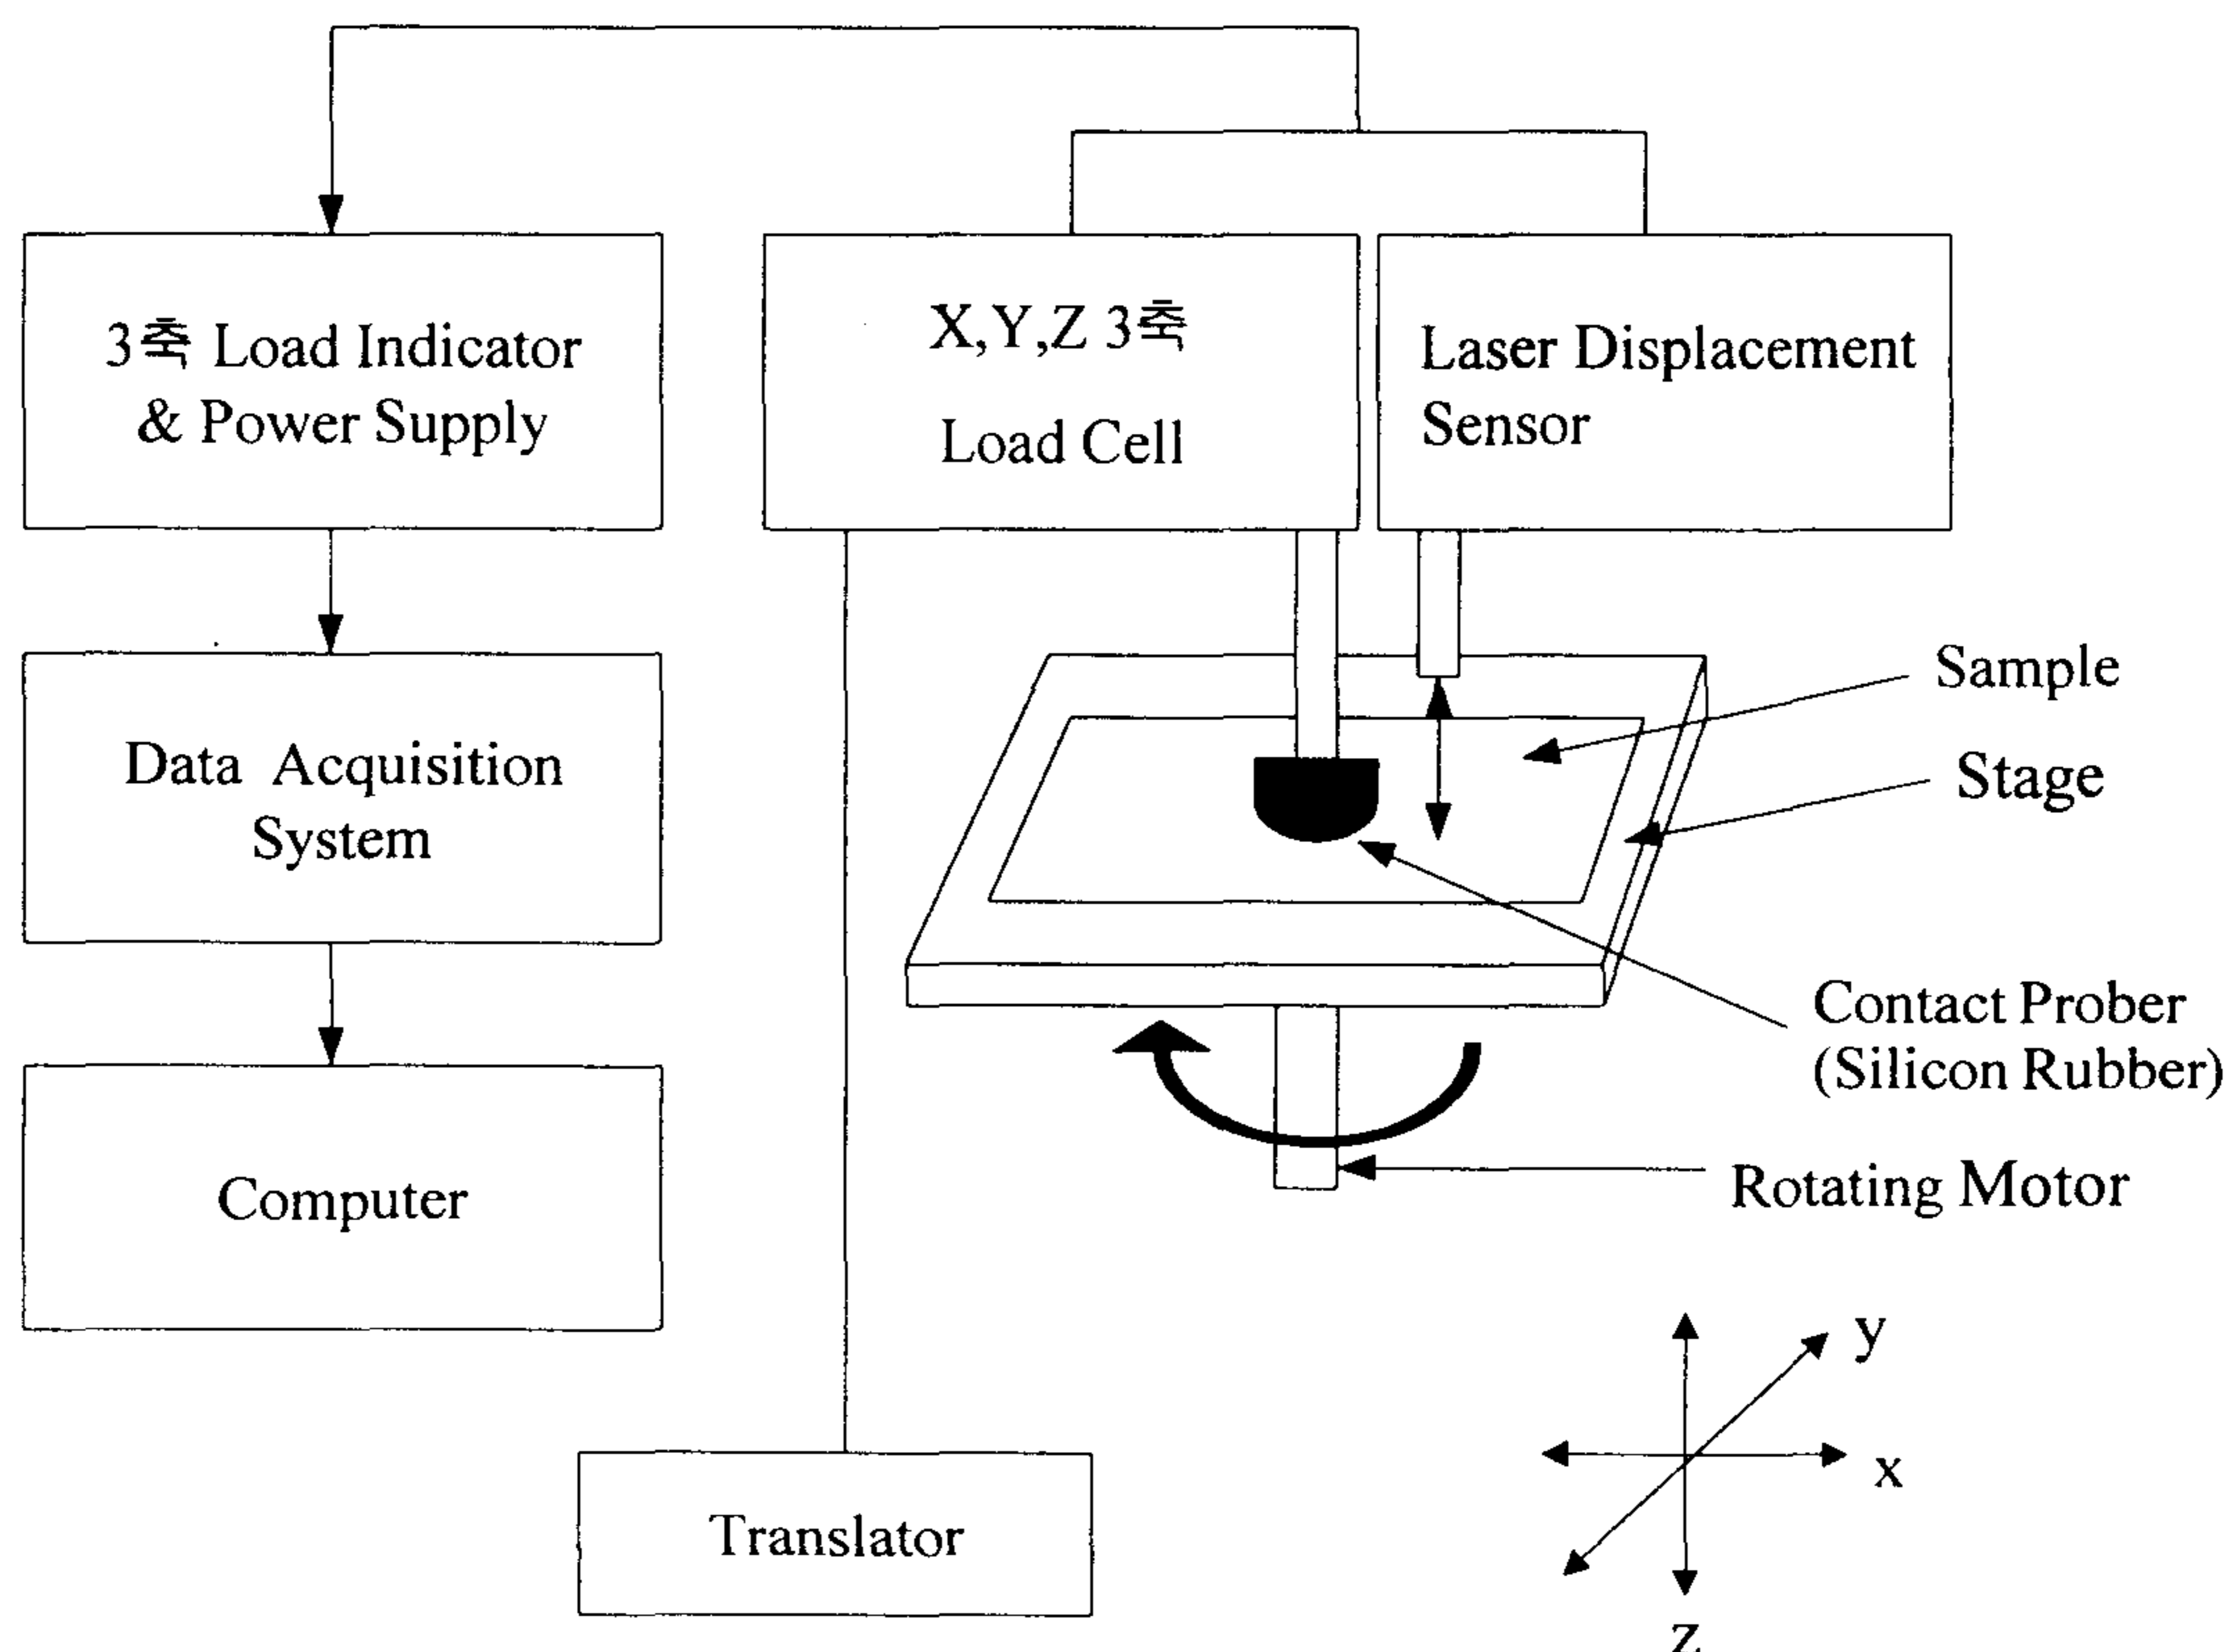 3축 Load Indicator
& Power Supply
X,Y,Z 3축
Load Cell
Laser Displacement
Sensor
Data Acquisition
System
Sample
Stage
Contact Prober
(Silicon Rubber)
Computer
Rotating Motor
Translator
y
x
z